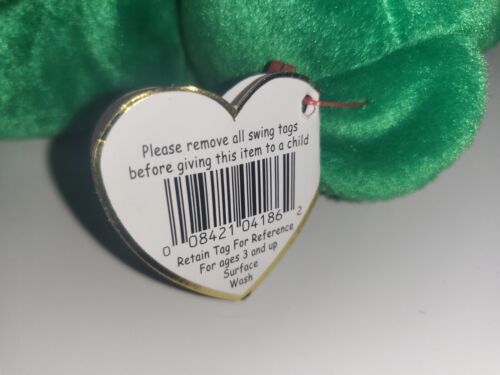 Please remove all swing tags
before giving this item to a child
0 08421 04186 2
Retain Tag For Reference
For ages 3 and up
Surface
Wash